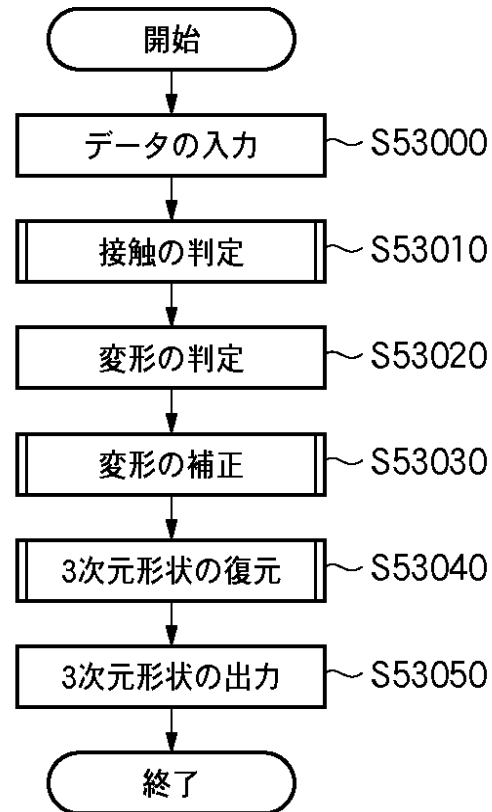 開始
データの入力 S53000
接触の判定 S53010
変形の判定 S53020
変形の補正 S53030
3次元形状の復元 S53040
3次元形状の出力 S53050
終了